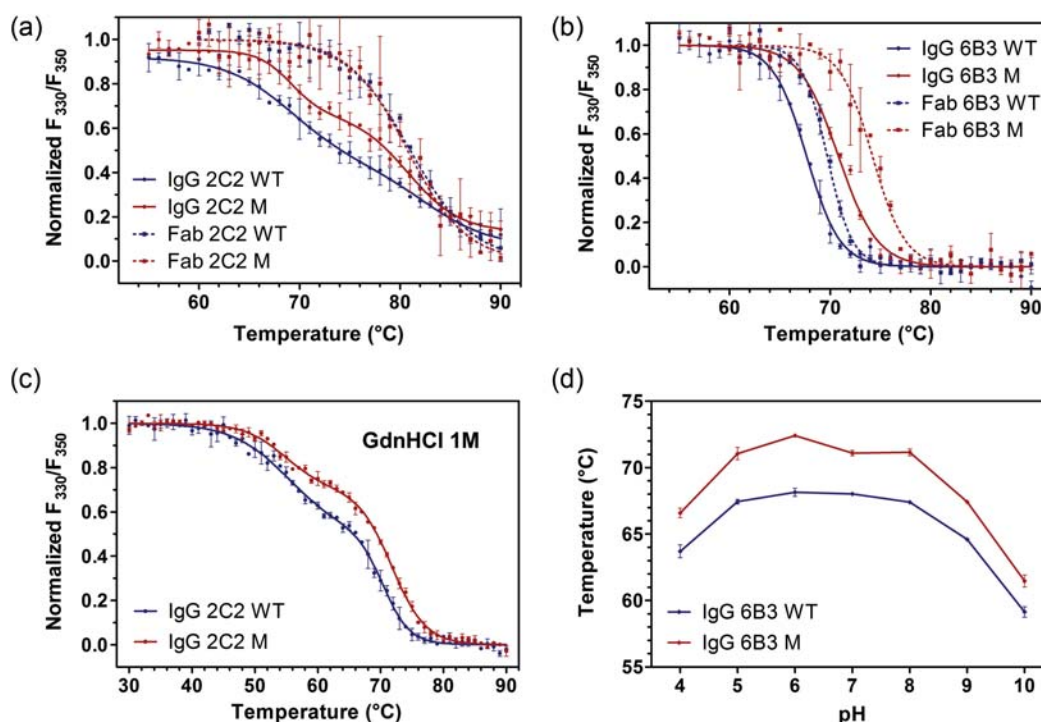 (a)
Normalized F330/F350
1.0
0.8
0.6
0.4
0.2
0.0
IgG 2C2 WT
IgG 2C2 M
Fab 2C2 WT
Fab 2C2 M
60 70 80 90
Temperature (°C)
(b)
Normalized F330/F350
1.0
0.8
0.6
0.4
0.2
0.0
IgG 6B3 WT
IgG 6B3 M
Fab 6B3 WT
Fab 6B3 M
60 70 80 90
Temperature (°C)
(c)
Normalized F330/F350
1.0
0.8
0.6
0.4
0.2
0.0
GdnHCl 1M
IgG 2C2 WT
IgG 2C2 M
30 40 50 60 70 80 90
Temperature (°C)
(d)
Temperature (°C)
75
70
65
60
55
IgG 6B3 WT
IgG 6B3 M
4 5 6 7 8 9 10
pH